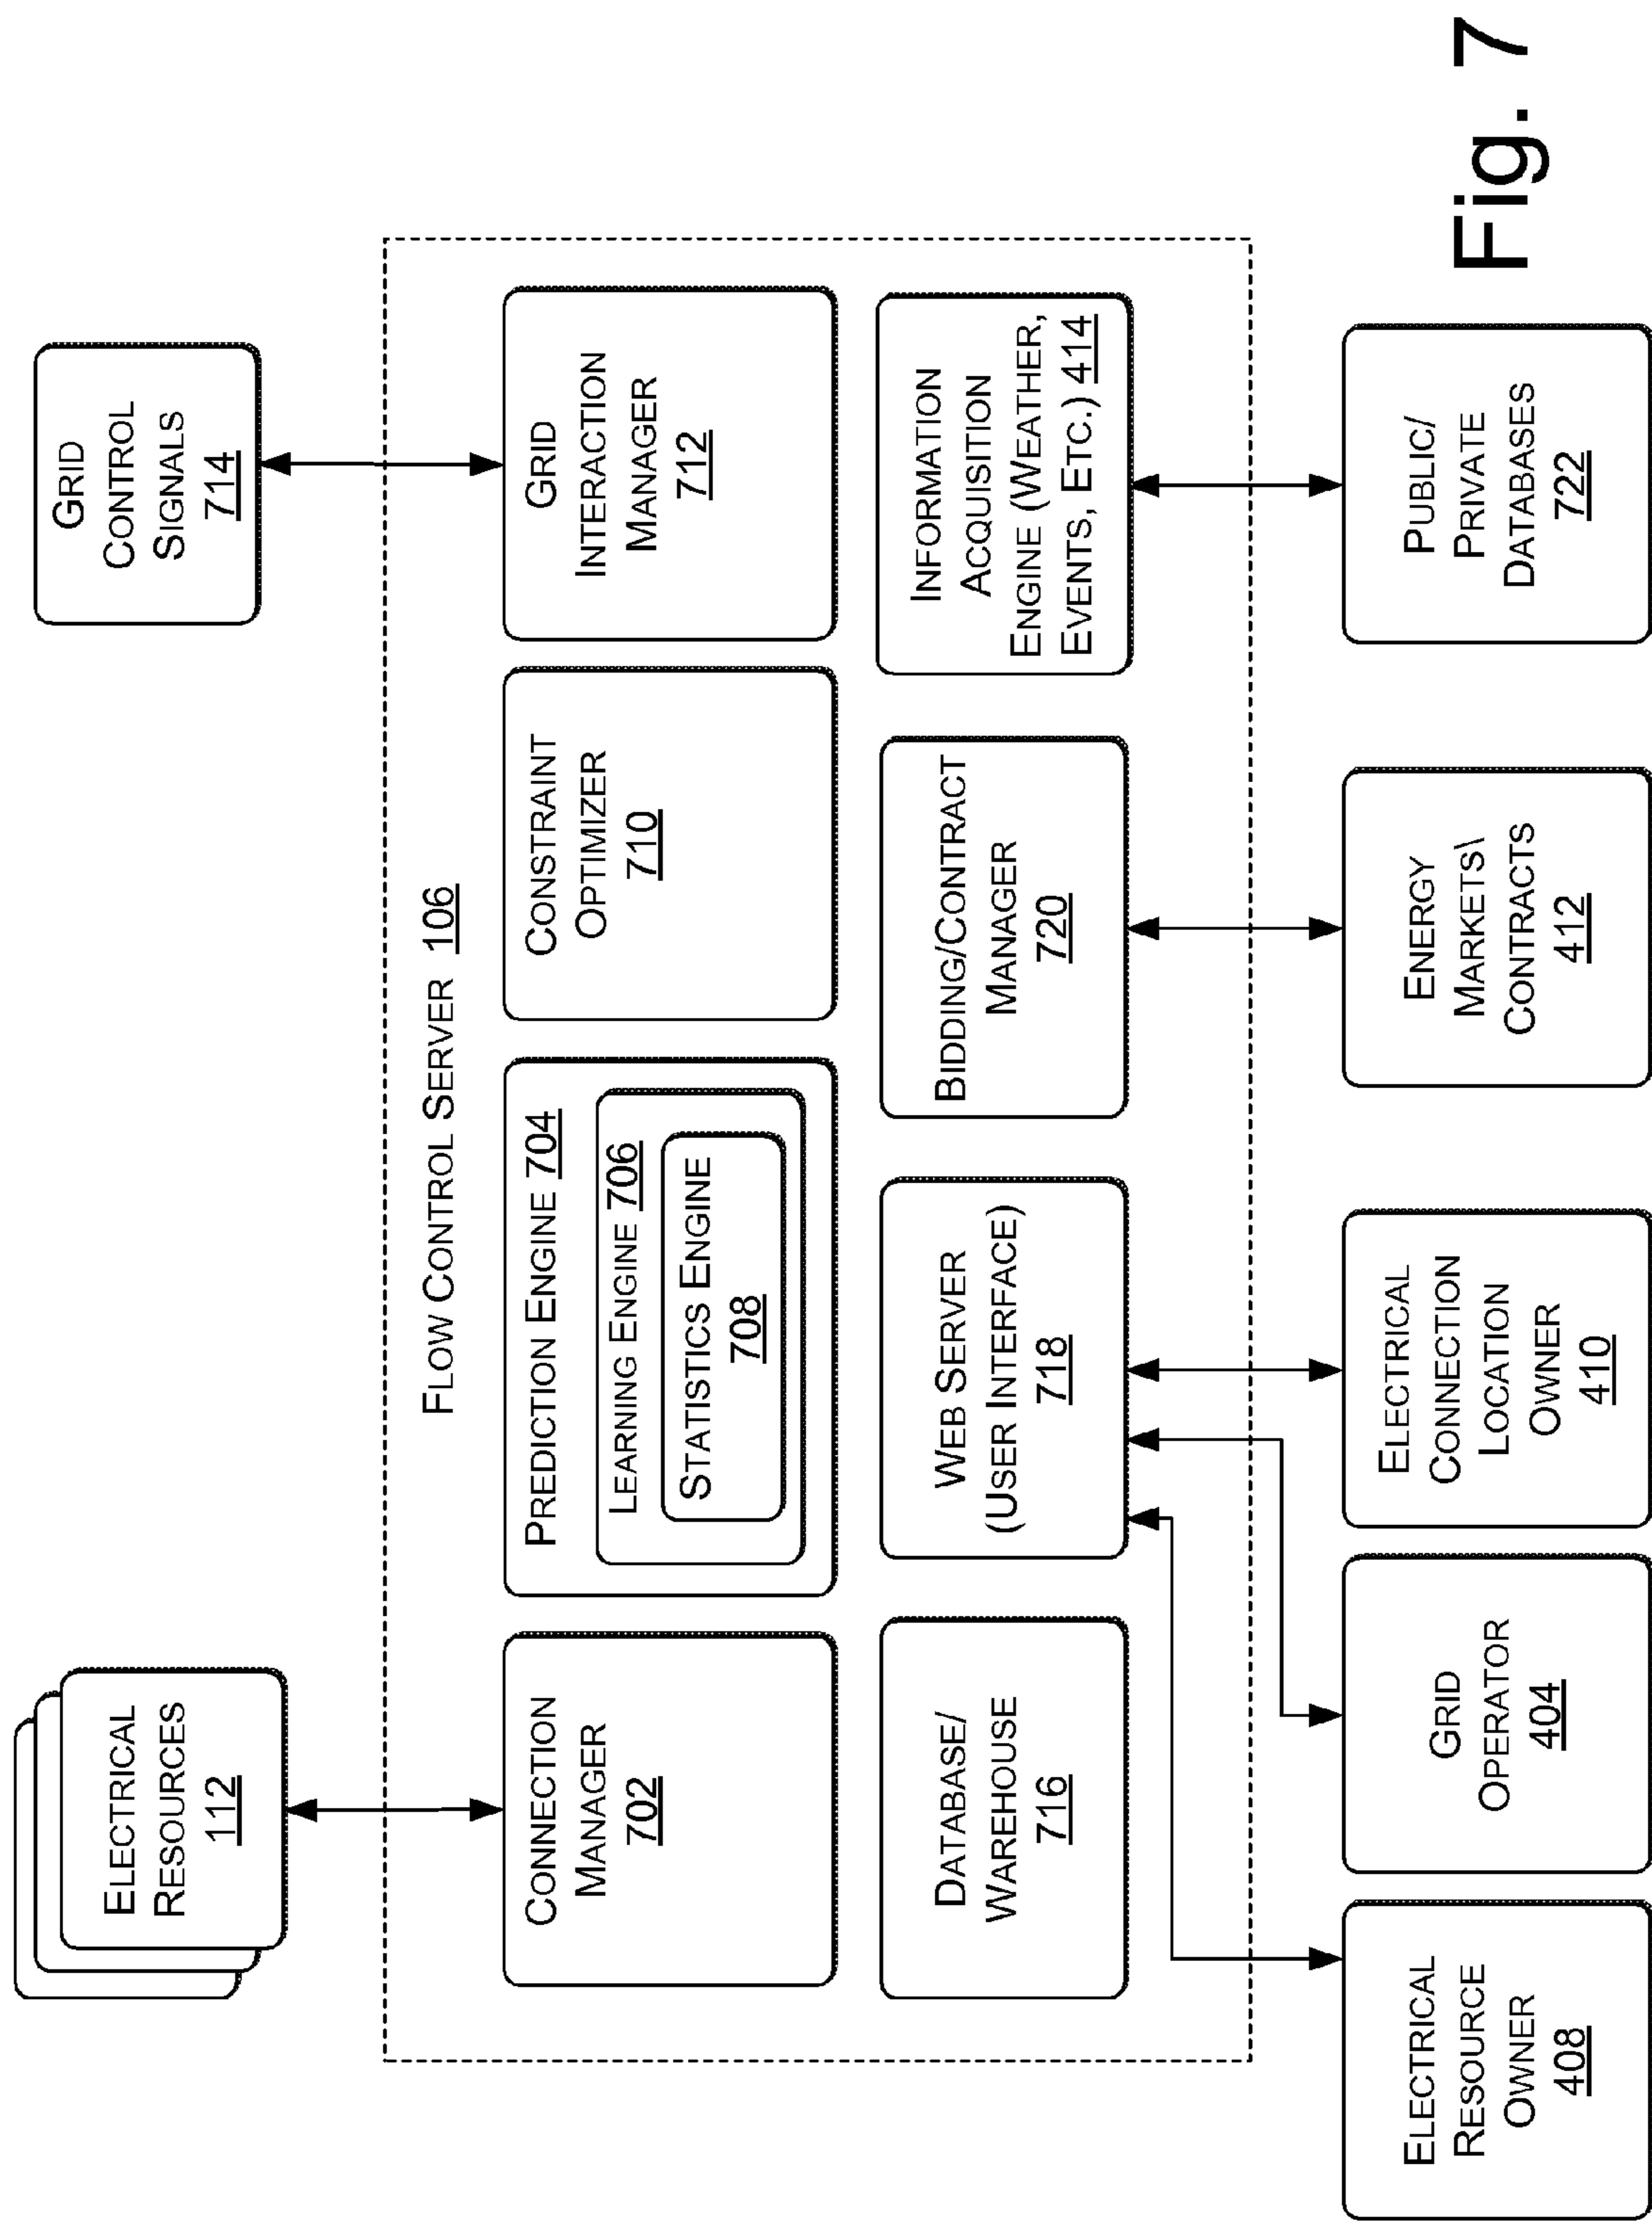 ELECTRICAL
RESOURCES
112
GRID
CONTROL
SIGNALS
714
FLOW CONTROL SERVER 106
CONNECTION
MANAGER
702
PREDICTION ENGINE 704
LEARNING ENGINE 706
STATISTICS ENGINE
708
CONSTRAINT
OPTIMIZER
710
GRID
INTERACTION
MANAGER
712
DATABASE/
WAREHOUSE
716
WEB SERVER
(USER INTERFACE)
718
BIDDING/CONTRACT
MANAGER
720
INFORMATION
ACQUISITION
ENGINE (WEATHER,
EVENTS, ETC.) 414
ELECTRICAL
RESOURCE
OWNER
408
GRID
OPERATOR
404
ELECTRICAL
CONNECTION
LOCATION
OWNER
410
ENERGY
MARKETS\
CONTRACTS
412
PUBLIC/
PRIVATE
DATABASES
722
Fig. 7